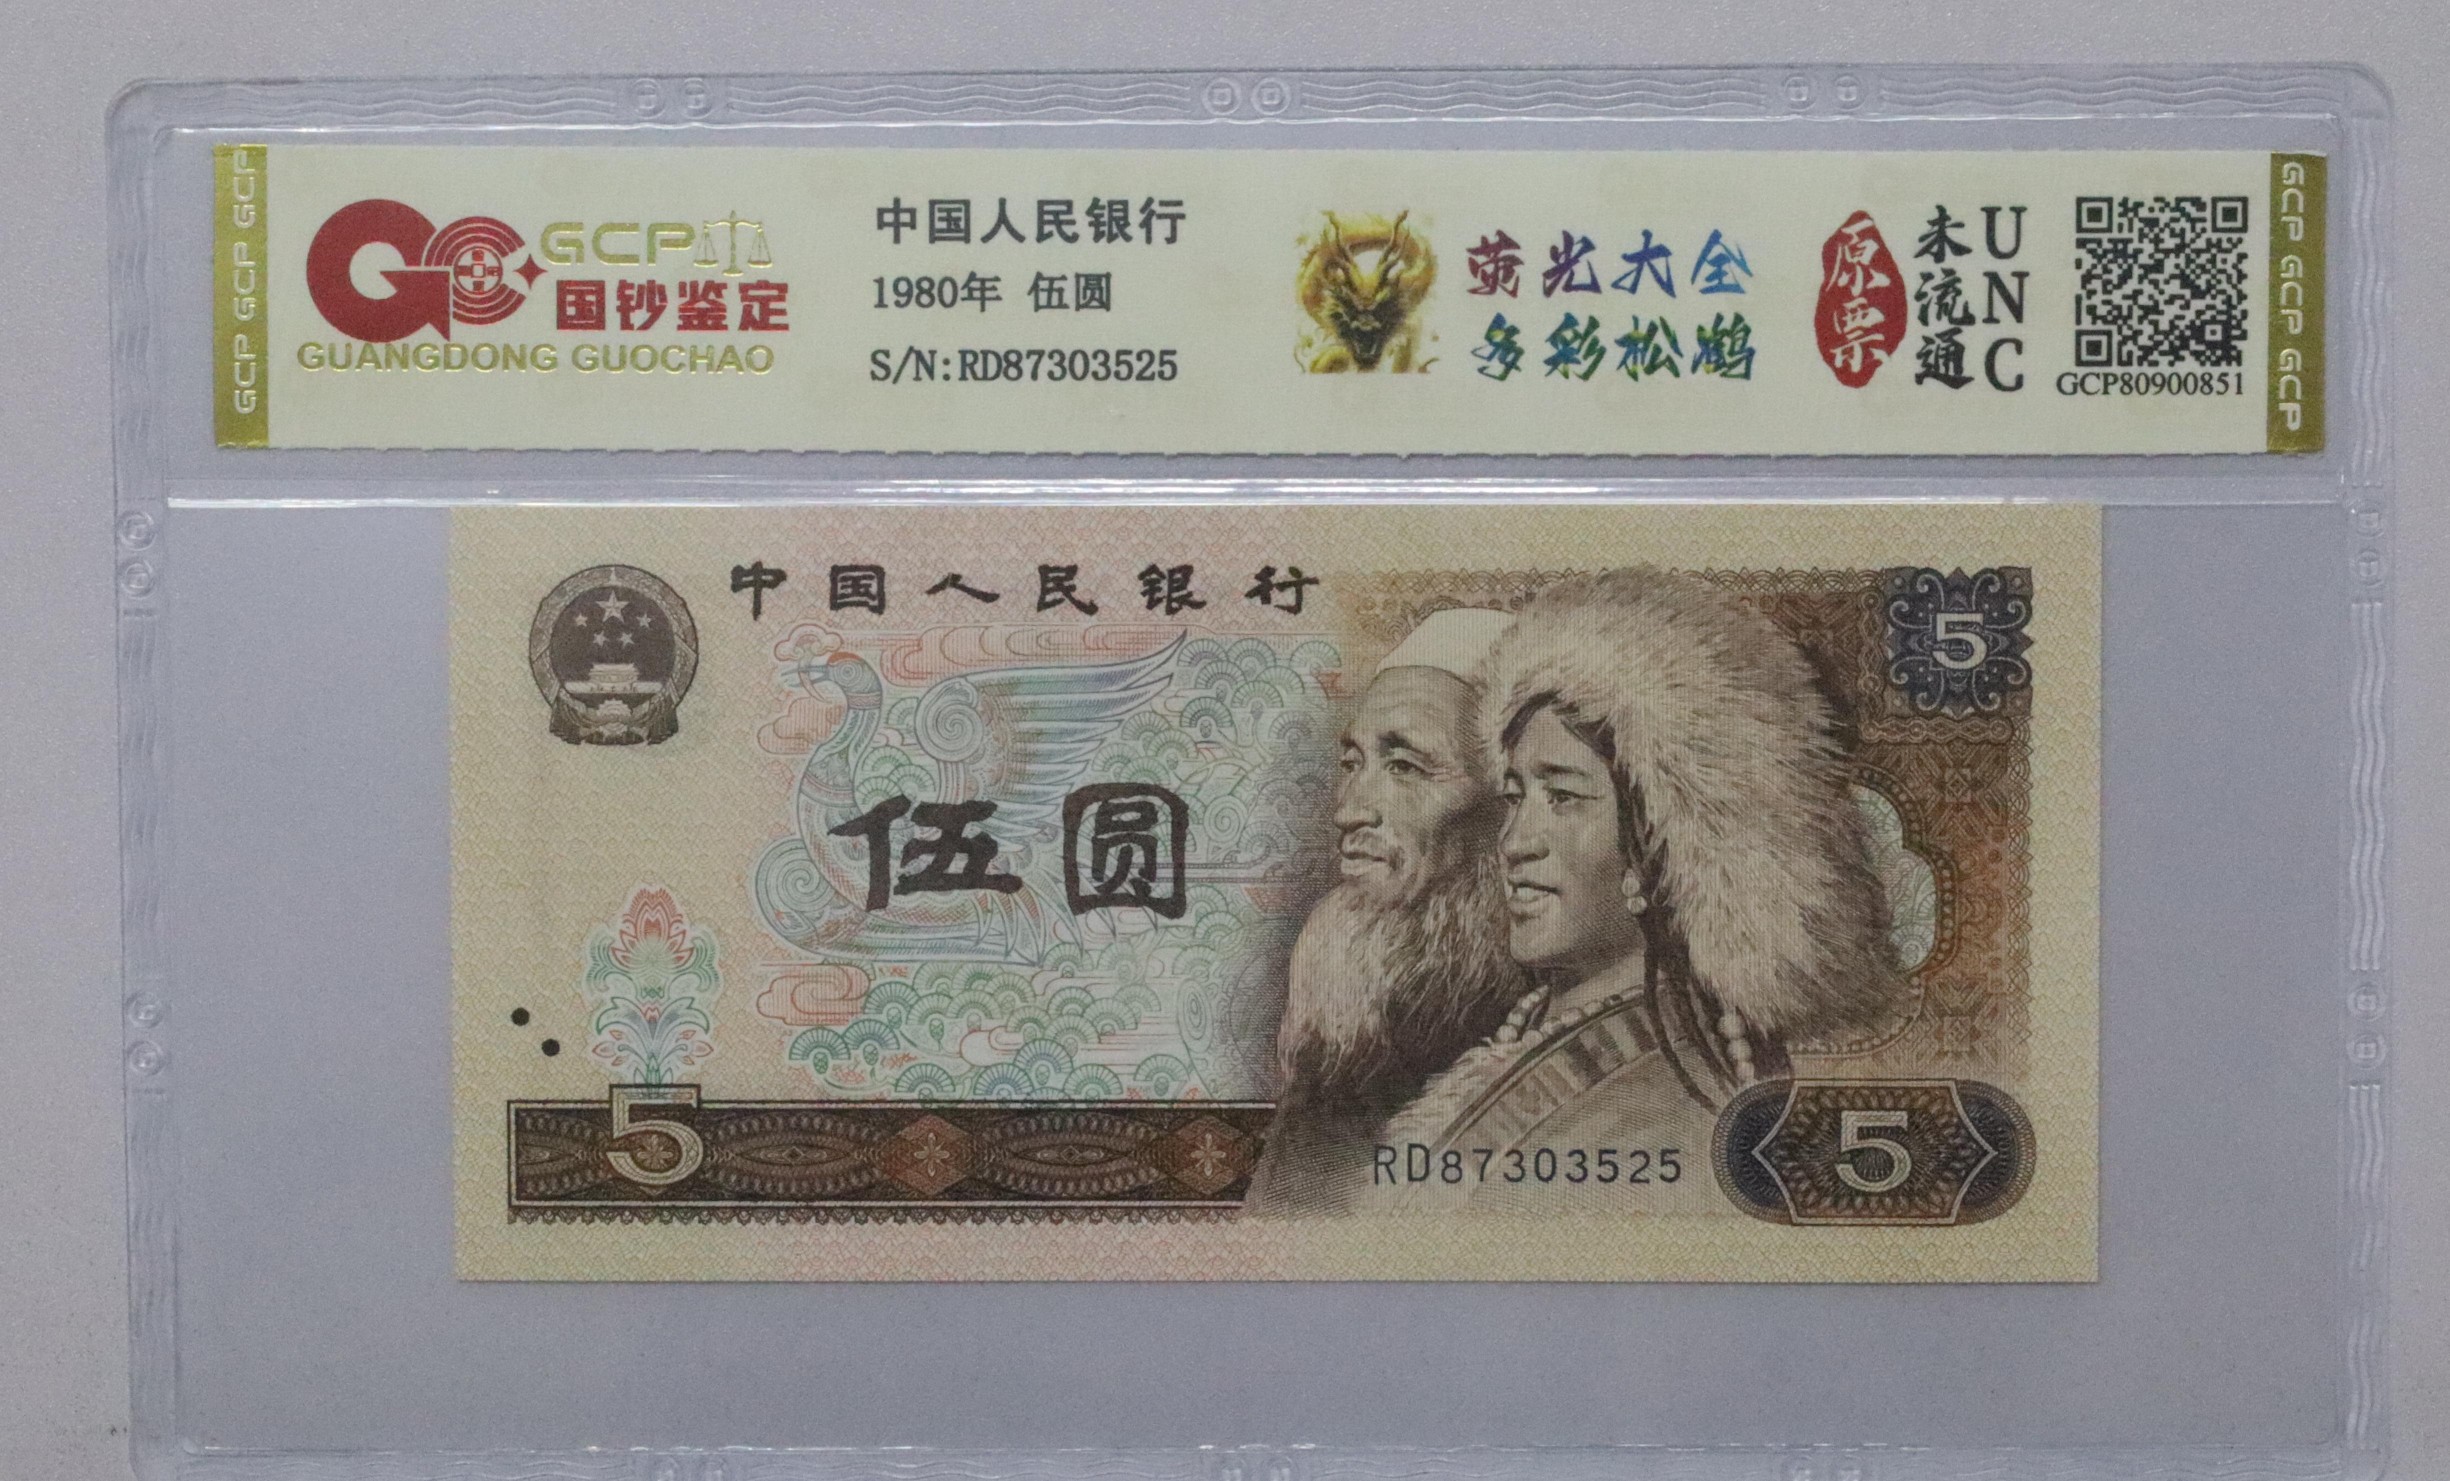 GCP GCP GCP
GCP
国钞鉴定
GUANGDONG GUOCHAO
中国人民银行
1980年 伍圆
S/N:RD87303525
荧光大全
多彩松鹤
原票
未流通
UNC
GCP80900851
GCP GCP GCP
中国人民银行
5
伍圆
5
RD87303525
5